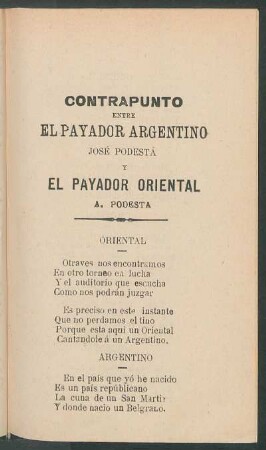 CONTRAPUNTO
ENTRE
EL PAYADOR ARGENTINO
JOSÉ PODESTÁ
Y
EL PAYADOR ORIENTAL
A. PODESTA
ORIENTAL
Otraves nos encontramos
En otro torneo en lucha
Y el auditorio que escucha
Como nos podrán juzgar
Es preciso en este instante
Que no perdamos el tino
Porque esta aqui un Oriental
Cantandole á un Argentino.
ARGENTINO
En el pais que yó he nacido
Es un pais républicano
La cuna de un San Martin
Y donde nacio un Belgrano.